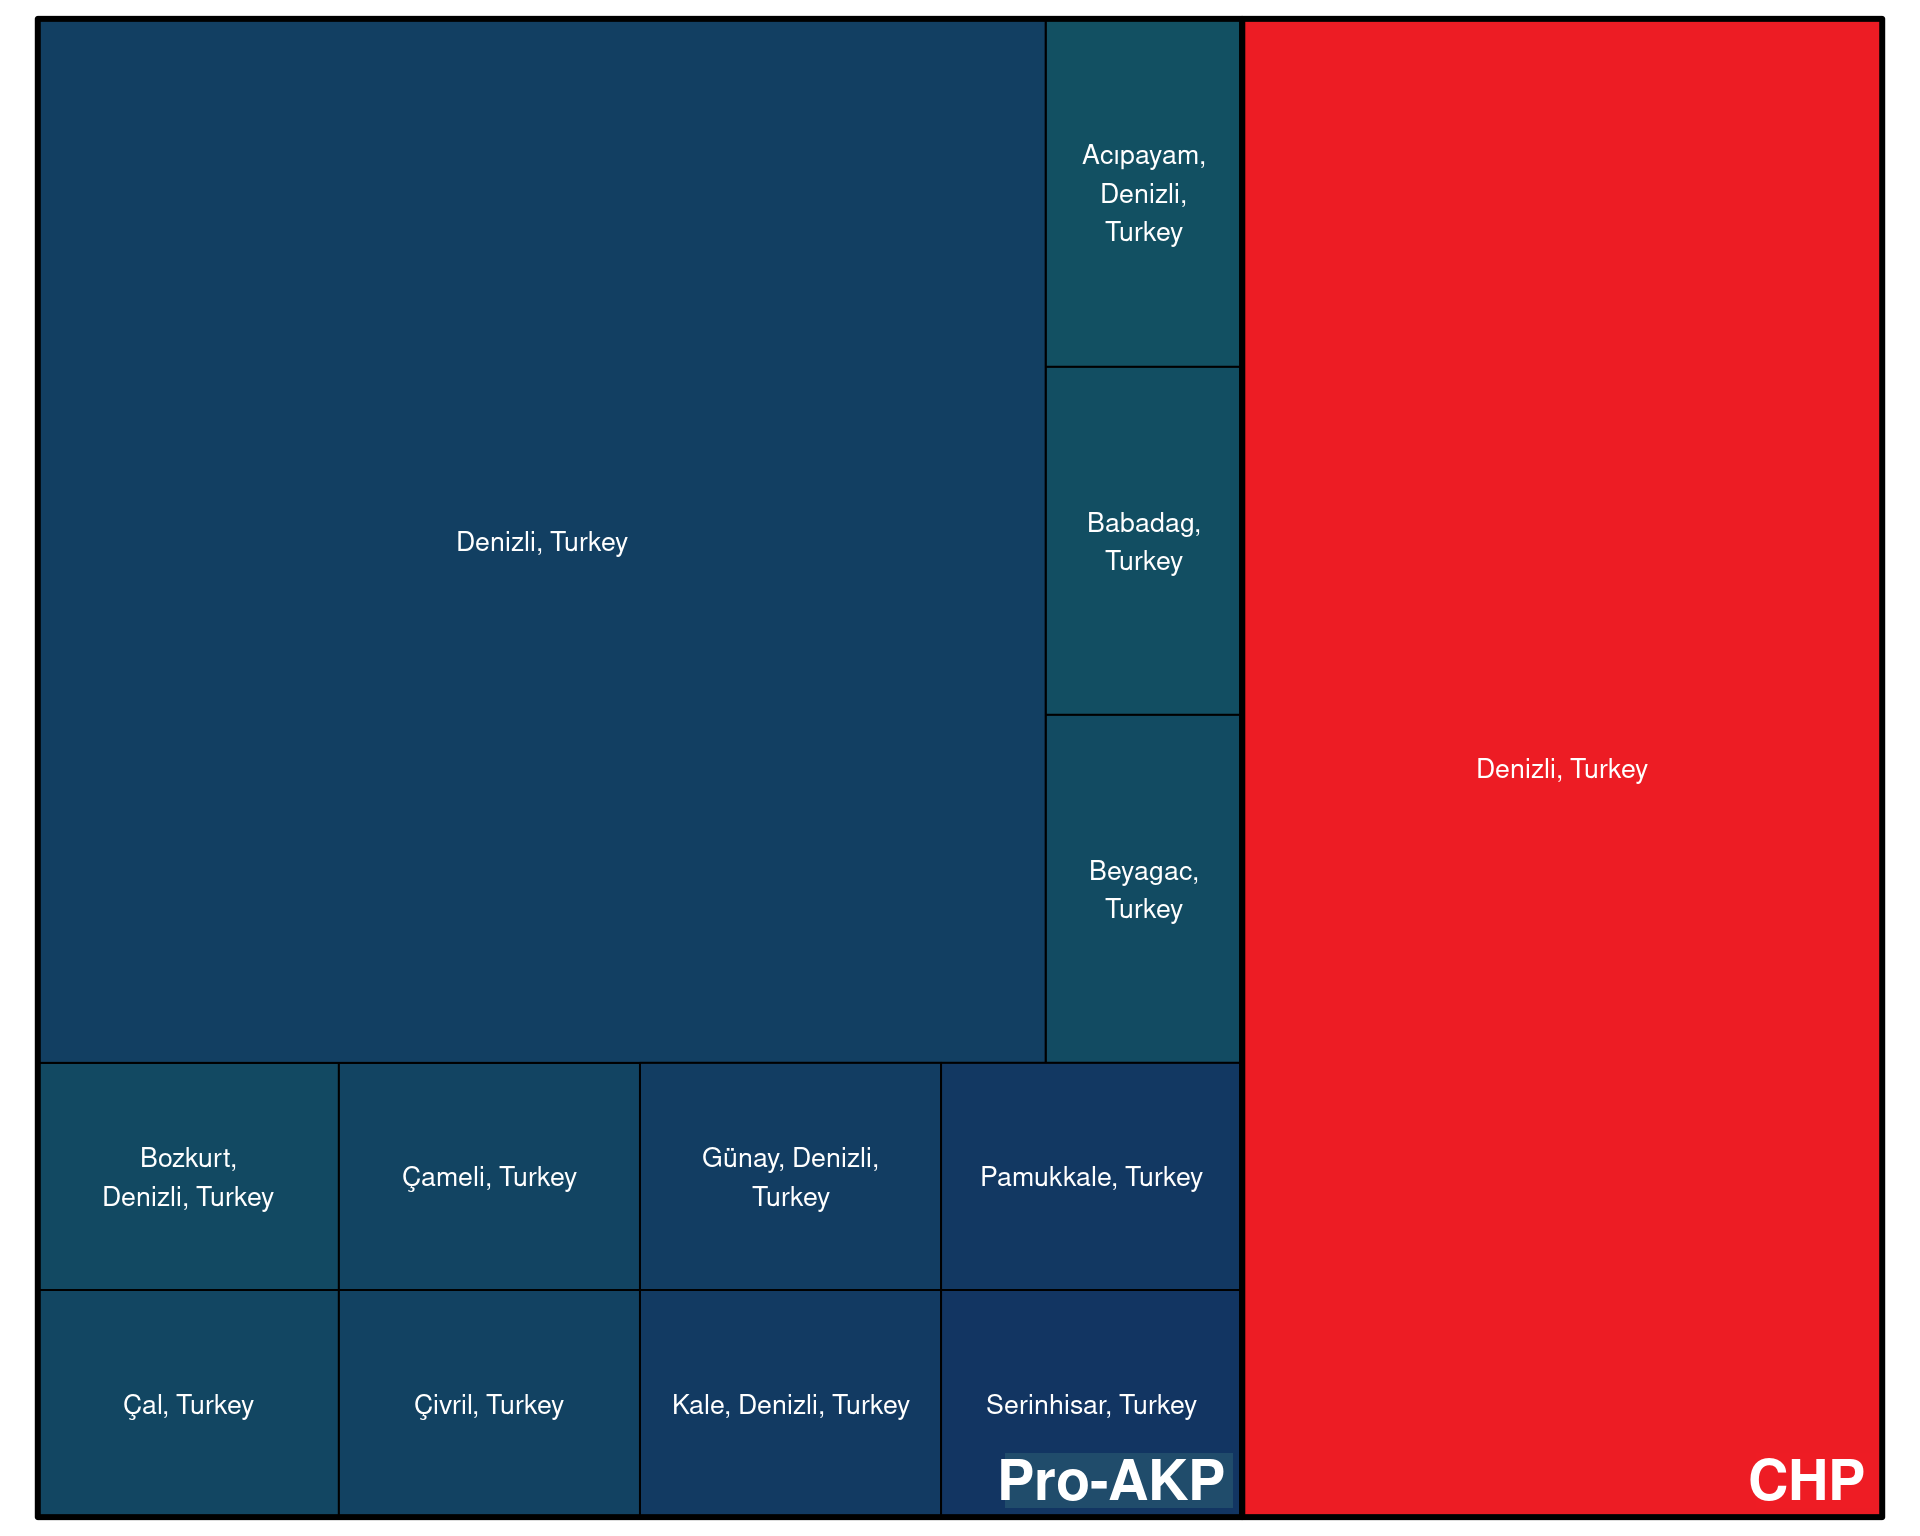 Denizli, Turkey
Acıpayam,
Denizli,
Turkey
Babadag,
Turkey
Beyagac,
Turkey
Bozkurt,
Denizli, Turkey
Çameli, Turkey
Günay, Denizli,
Turkey
Pamukkale, Turkey
Çal, Turkey
Çivril, Turkey
Kale, Denizli, Turkey
Serinhisar, Turkey
Pro-AKP
Denizli, Turkey
CHP